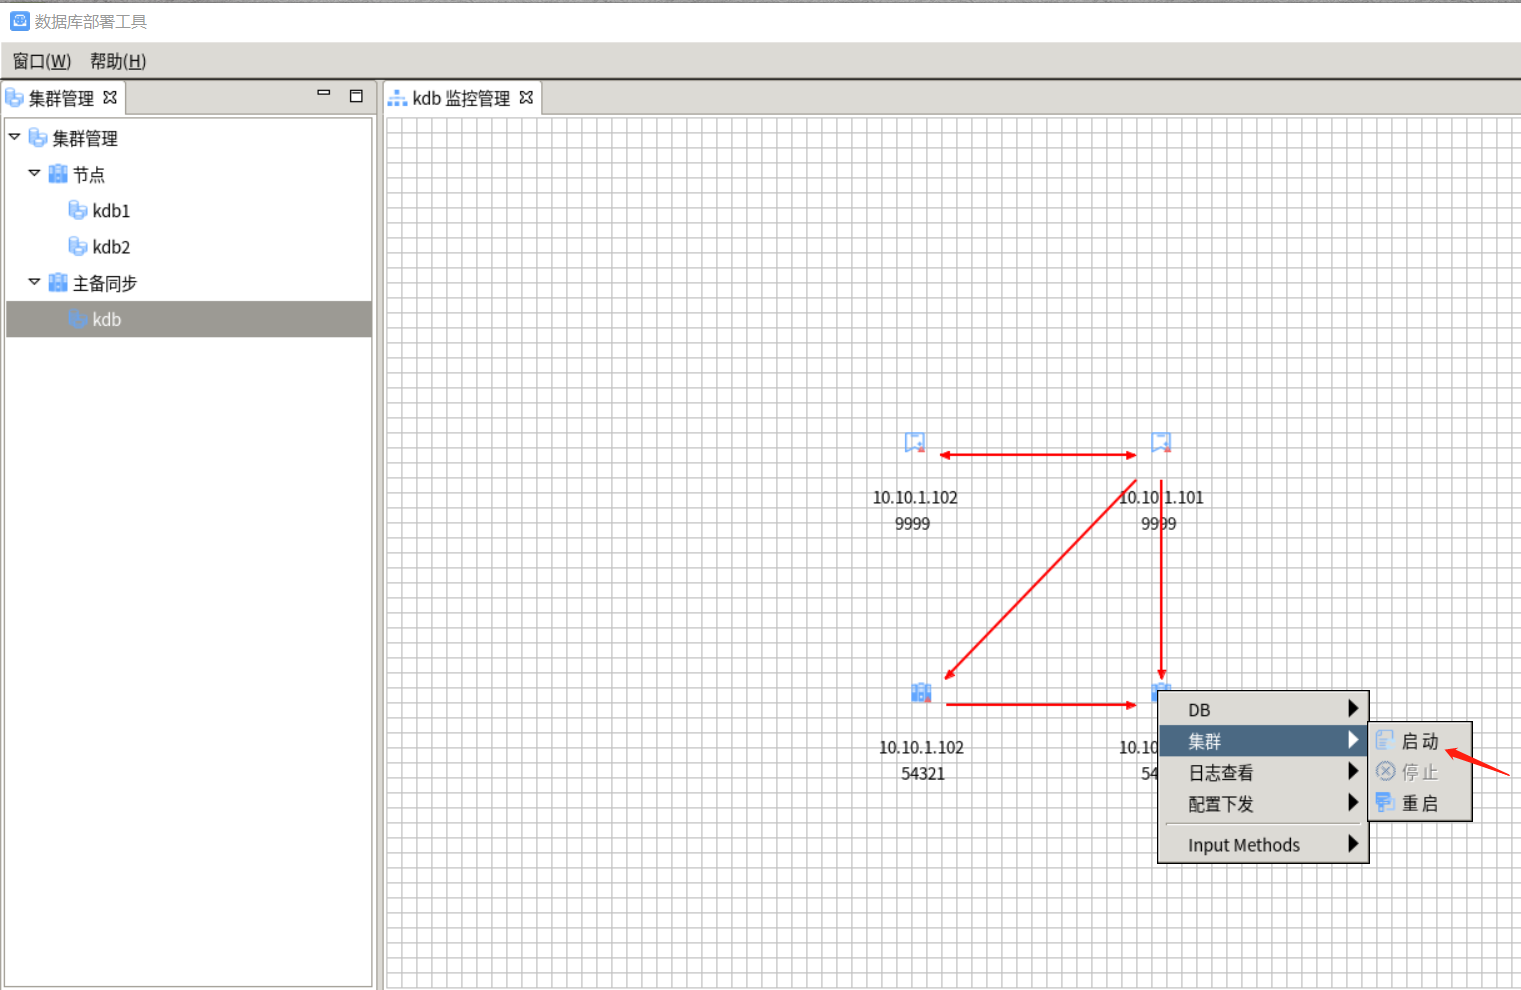 数据库部署工具
窗口(W) 帮助(H)
集群管理
kdb 监控管理
集群管理
节点
kdb1
kdb2
主备同步
kdb
10.10.1.102
9999
10.10.1.101
9999
10.10.1.102
54321
10.10
54
DB
集群
日志查看
配置下发
Input Methods
启动
停止
重启